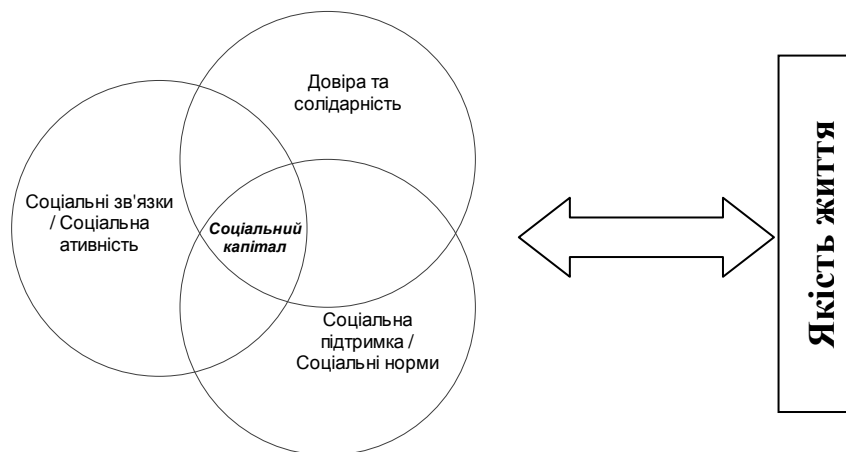 Довіра та
солідарність
Соціальні зв'язки
/ Соціальна
ативність
Соціальний
капітал
Соціальна
підтримка /
Соціальні норми
Якість життя